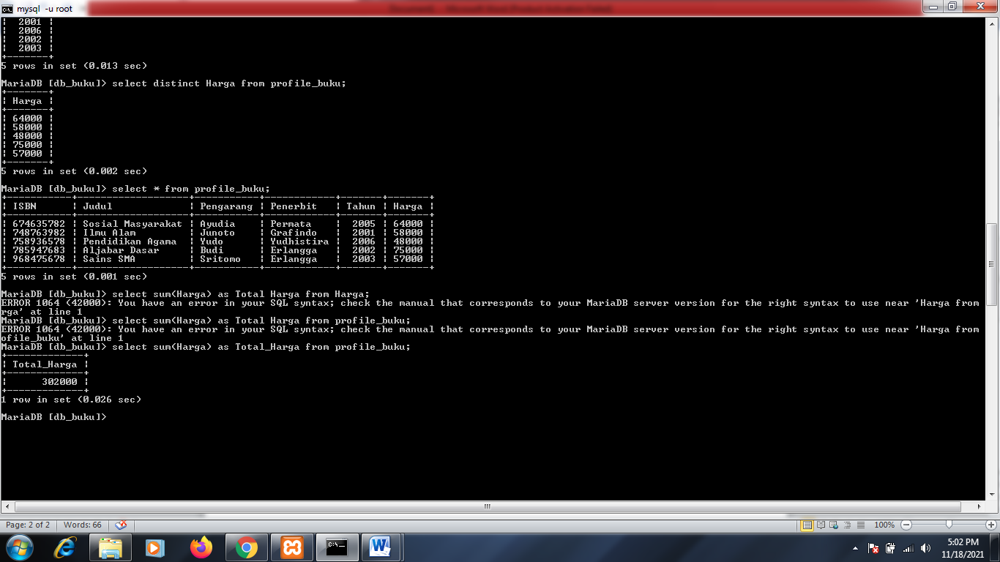 mysql -u root
| 2001 |
| 2006 |
| 2002 |
| 2003 |
+-------+
5 rows in set (0.013 sec)
MariaDB [db_buku]> select distinct Harga from profile_buku;
+-------+
| Harga |
+-------+
| 64000 |
| 58000 |
| 48000 |
| 75000 |
| 57000 |
+-------+
5 rows in set (0.002 sec)
MariaDB [db_buku]> select * from profile_buku;
+-----------+-------------------+-----------+------------+-------+-------+
| ISBN | Judul | Pengarang | Penerbit | Tahun | Harga |
+-----------+-------------------+-----------+------------+-------+-------+
| 674635782 | Sosial Masyarakat | Ayudia | Permata | 2005 | 64000 |
| 748763982 | Ilmu Alam | Junoto | Grafindo | 2001 | 58000 |
| 758936578 | Pendidikan Agama | Yudo | Yudhistira | 2006 | 48000 |
| 785947683 | Aljabar Dasar | Budi | Erlangga | 2002 | 75000 |
| 968475678 | Sains SMA | Sritomo | Erlangga | 2003 | 57000 |
+-----------+-------------------+-----------+------------+-------+-------+
5 rows in set (0.001 sec)
MariaDB [db_buku]> select sum(Harga) as Total Harga from Harga;
ERROR 1064 (42000): You have an error in your SQL syntax; check the manual that corresponds to your MariaDB server version for the right syntax to use near 'Harga from
rga' at line 1
MariaDB [db_buku]> select sum(Harga) as Total Harga from profile_buku;
ERROR 1064 (42000): You have an error in your SQL syntax; check the manual that corresponds to your MariaDB server version for the right syntax to use near 'Harga from
ofile_buku' at line 1
MariaDB [db_buku]> select sum(Harga) as Total_Harga from profile_buku;
+-------------+
| Total_Harga |
+-------------+
| 302000 |
+-------------+
1 row in set (0.026 sec)
MariaDB [db_buku]>
Page: 2 of 2 Words: 66 100%
5:02 PM
11/18/2021